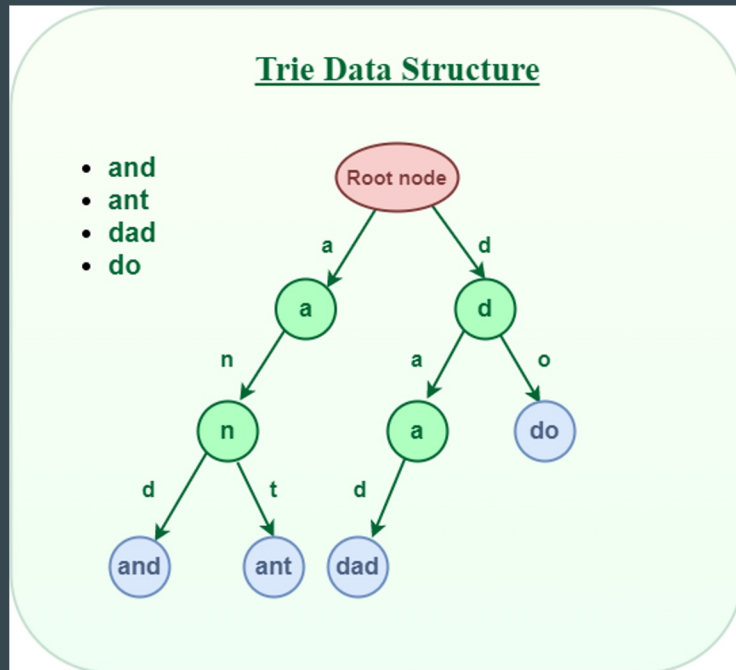 Trie Data Structure
• and
• ant
• dad
• do
Root node
a d
a d
n a o
n a do
d t d
and ant dad